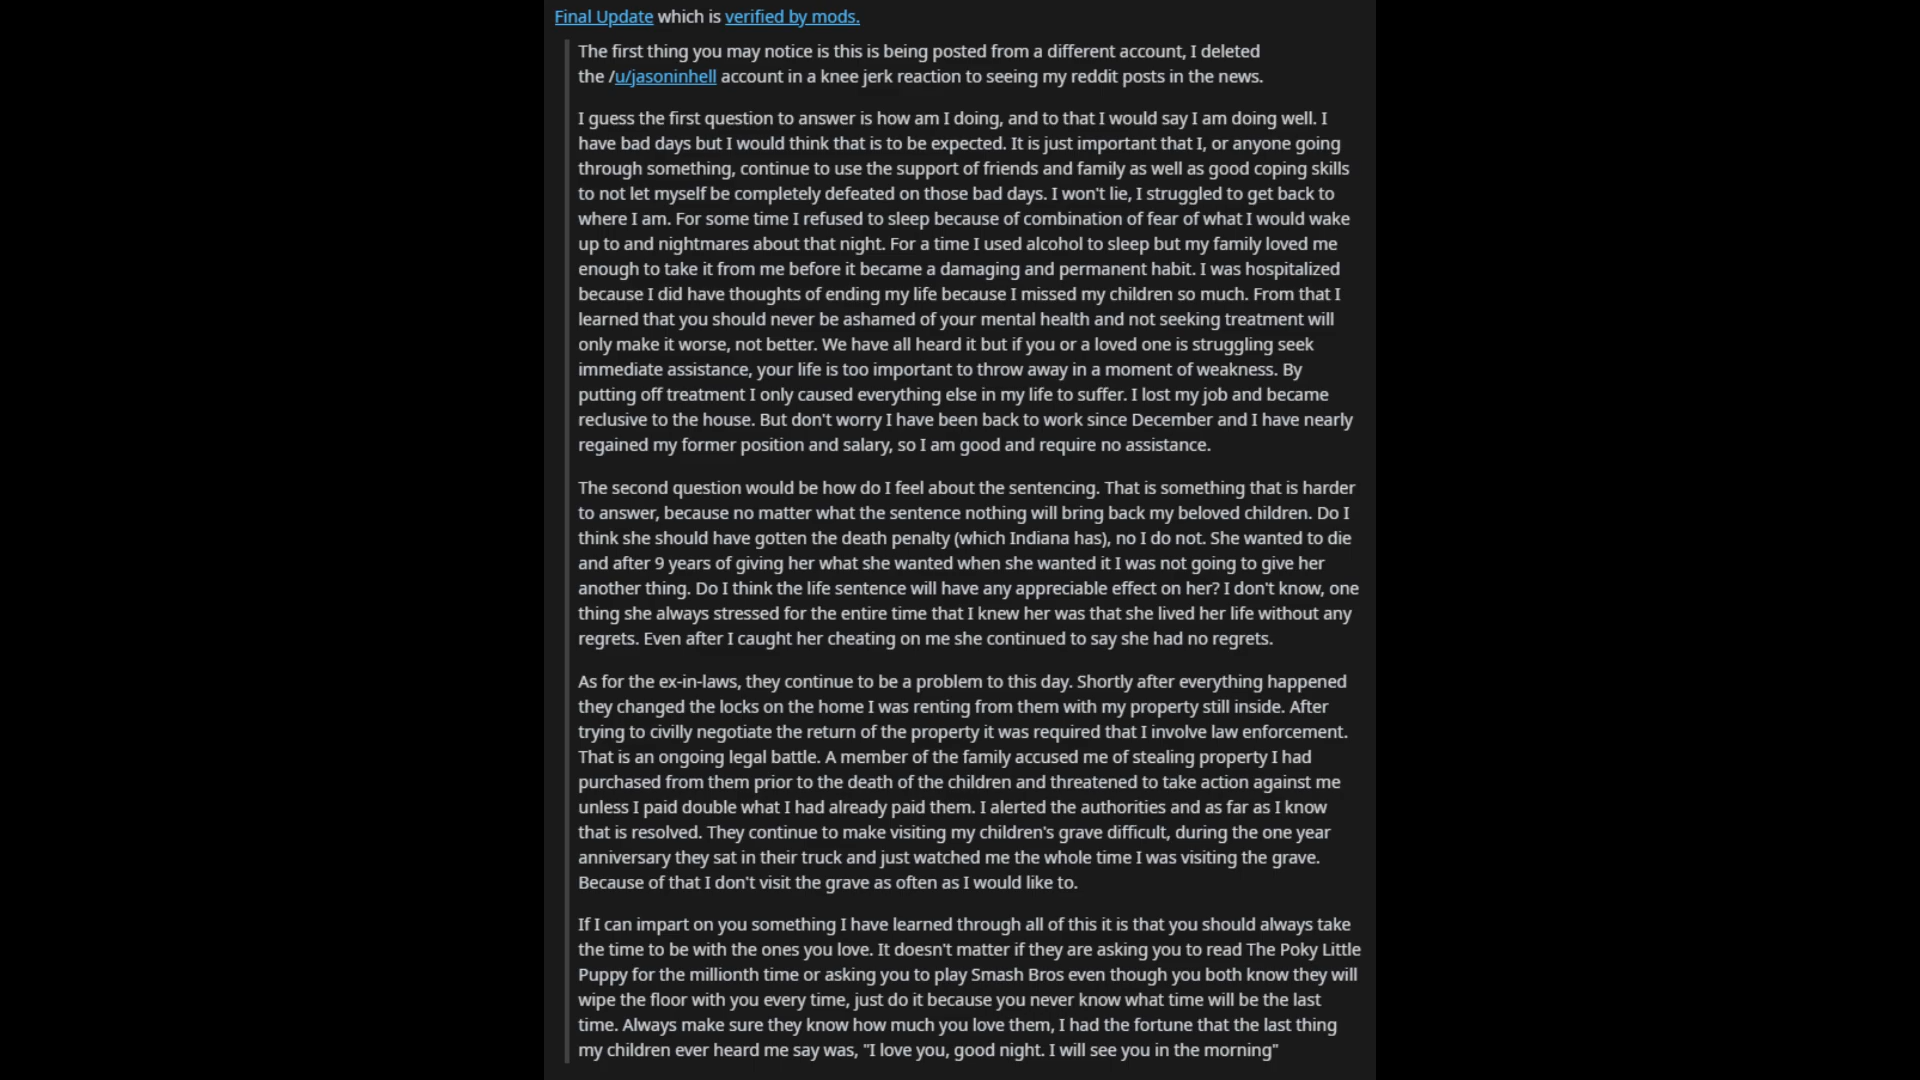 Final Update which is verified by mods.
The first thing you may notice is this is being posted from a different account, I deleted
the /u/jasoninhell account in a knee jerk reaction to seeing my reddit posts in the news.
I guess the first question to answer is how am I doing, and to that I would say I am doing well. I
have bad days but I would think that is to be expected. It is just important that I, or anyone going
through something, continue to use the support of friends and family as well as good coping skills
to not let myself be completely defeated on those bad days. I won't lie, I struggled to get back to
where I am. For some time I refused to sleep because of combination of fear of what I would wake
up to and nightmares about that night. For a time I used alcohol to sleep but my family loved me
enough to take it from me before it became a damaging and permanent habit. I was hospitalized
because I did have thoughts of ending my life because I missed my children so much. From that I
learned that you should never be ashamed of your mental health and not seeking treatment will
only make it worse, not better. We have all heard it but if you or a loved one is struggling seek
immediate assistance, your life is too important to throw away in a moment of weakness. By
putting off treatment I only caused everything else in my life to suffer. I lost my job and became
reclusive to the house. But don't worry I have been back to work since December and I have nearly
regained my former position and salary, so I am good and require no assistance.
The second question would be how do I feel about the sentencing. That is something that is harder
to answer, because no matter what the sentence nothing will bring back my beloved children. Do I
think she should have gotten the death penalty (which Indiana has), no I do not. She wanted to die
and after 9 years of giving her what she wanted when she wanted it I was not going to give her
another thing. Do I think the life sentence will have any appreciable effect on her? I don't know, one
thing she always stressed for the entire time that I knew her was that she lived her life without any
regrets. Even after I caught her cheating on me she continued to say she had no regrets.
As for the ex-in-laws, they continue to be a problem to this day. Shortly after everything happened
they changed the locks on the home I was renting from them with my property still inside. After
trying to civilly negotiate the return of the property it was required that I involve law enforcement.
That is an ongoing legal battle. A member of the family accused me of stealing property I had
purchased from them prior to the death of the children and threatened to take action against me
unless I paid double what I had already paid them. I alerted the authorities and as far as I know
that is resolved. They continue to make visiting my children's grave difficult, during the one year
anniversary they sat in their truck and just watched me the whole time I was visiting the grave.
Because of that I don't visit the grave as often as I would like to.
If I can impart on you something I have learned through all of this it is that you should always take
the time to be with the ones you love. It doesn't matter if they are asking you to read The Poky Little
Puppy for the millionth time or asking you to play Smash Bros even though you both know they will
wipe the floor with you every time, just do it because you never know what time will be the last
time. Always make sure they know how much you love them, I had the fortune that the last thing
my children ever heard me say was, "I love you, good night. I will see you in the morning"